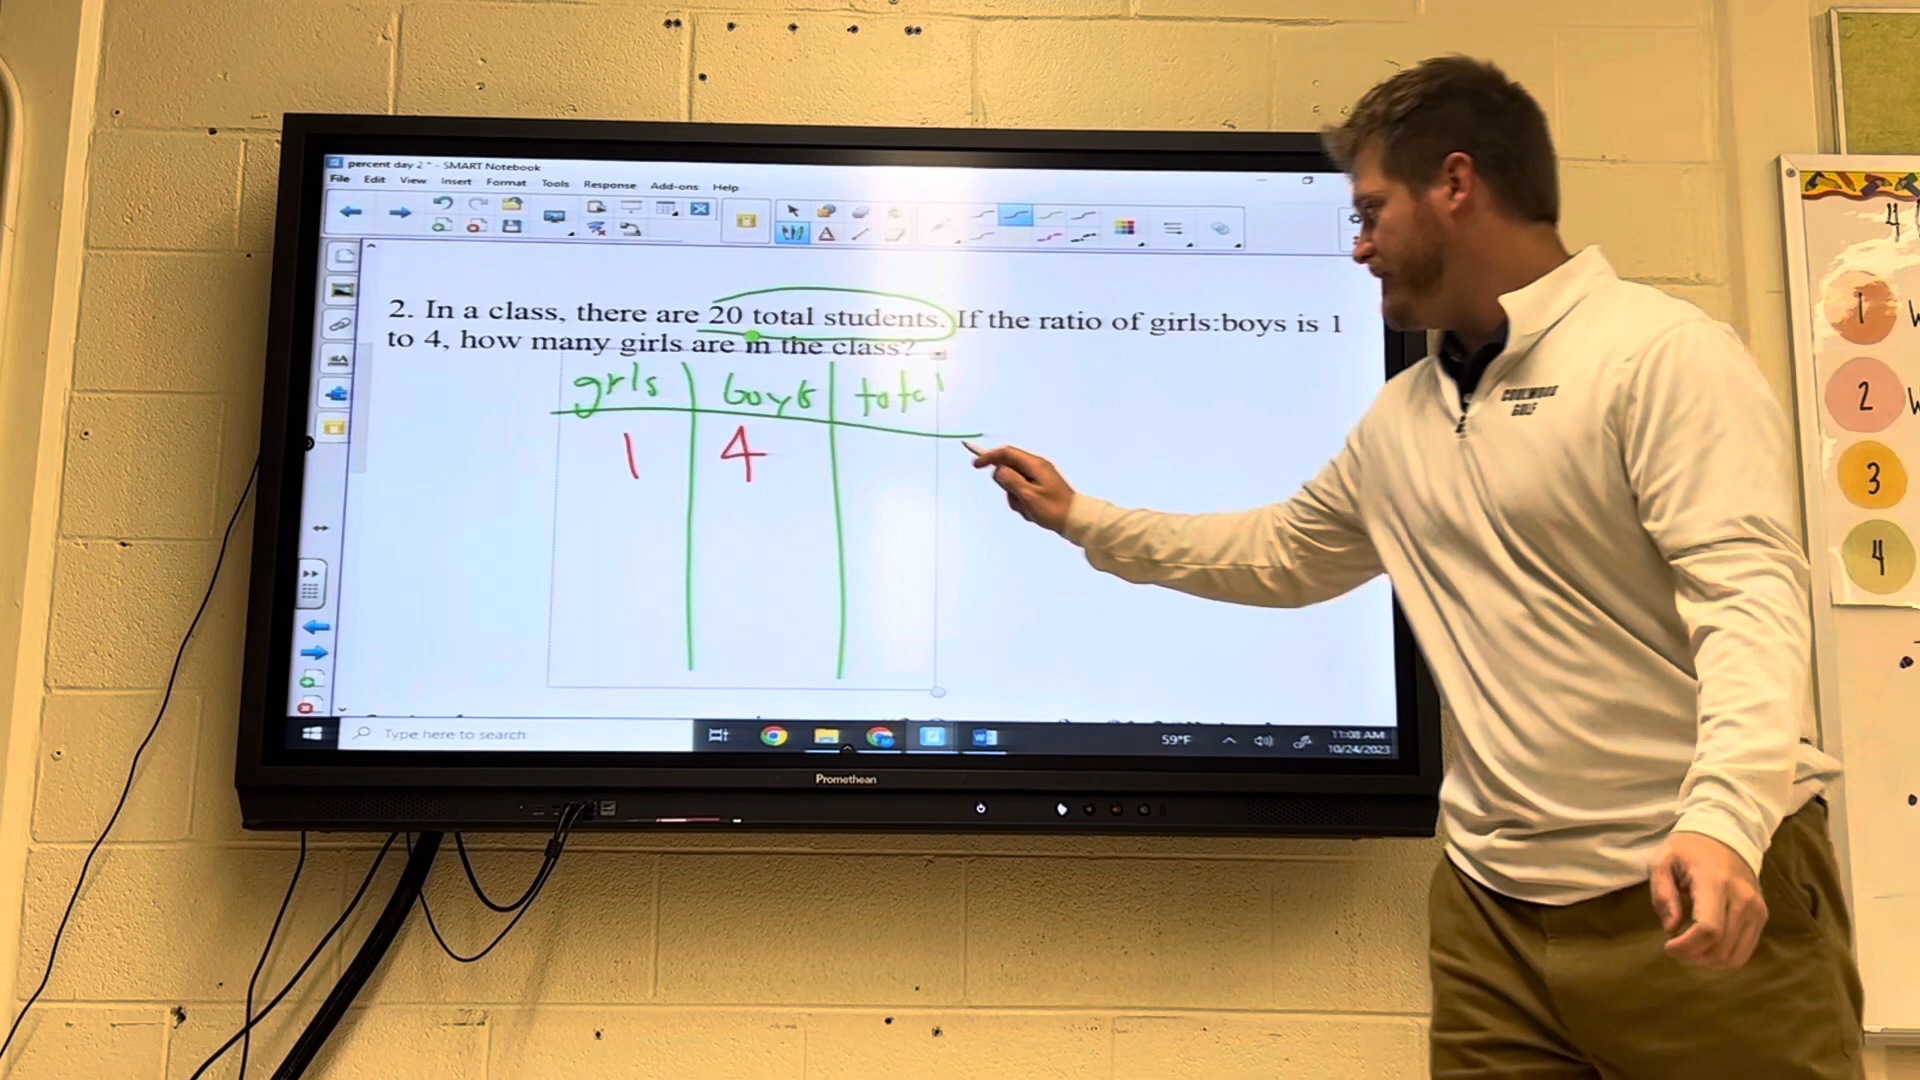 percent day 2 * - SMART Notebook
File Edit View Insert Format Tools Response Add-ons Help
2. In a class, there are 20 total students. If the ratio of girls:boys is 1
to 4, how many girls are in the class?
girls boys total
1 4
Type here to search
59°F
11:08 AM
10/24/2023
Promethean
GOLF
4
1 W
2 W
3
4